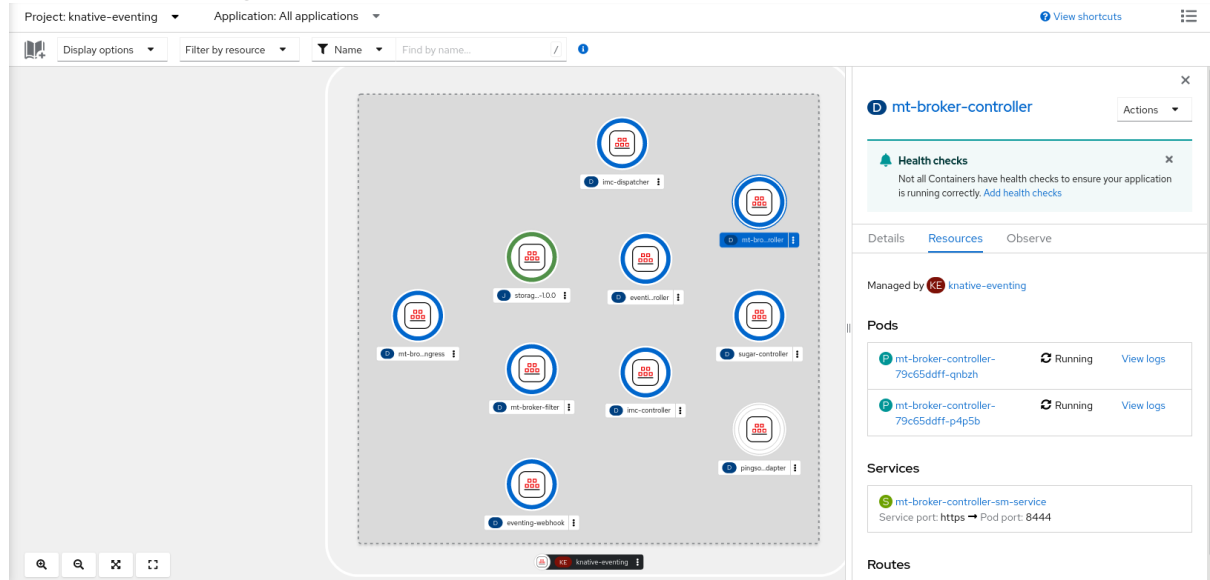 Project: knative-eventing
Application: All applications
View shortcuts
Display options
Filter by resource
Name
Find by name...
/
D imc-dispatcher
D mt-bro...roller
J storag...-1.0.0
D eventi...roller
D mt-bro...ngress
D sugar-controller
D mt-broker-filter
D imc-controller
D pingso...dapter
D eventing-webhook
KE knative-eventing
D mt-broker-controller
Actions
Health checks
Not all Containers have health checks to ensure your application
is running correctly. Add health checks
Details Resources Observe
Managed by KE knative-eventing
Pods
P mt-broker-controller- Running View logs
79c65ddff-qnbzh
P mt-broker-controller- Running View logs
79c65ddff-p4p5b
Services
S mt-broker-controller-sm-service
Service port: https → Pod port: 8444
Routes